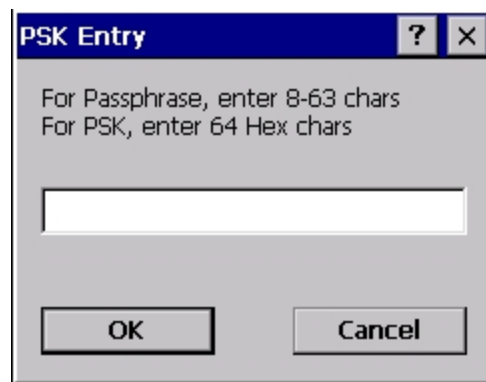 PSK Entry ? ×
For Passphrase, enter 8-63 chars
For PSK, enter 64 Hex chars
OK Cancel